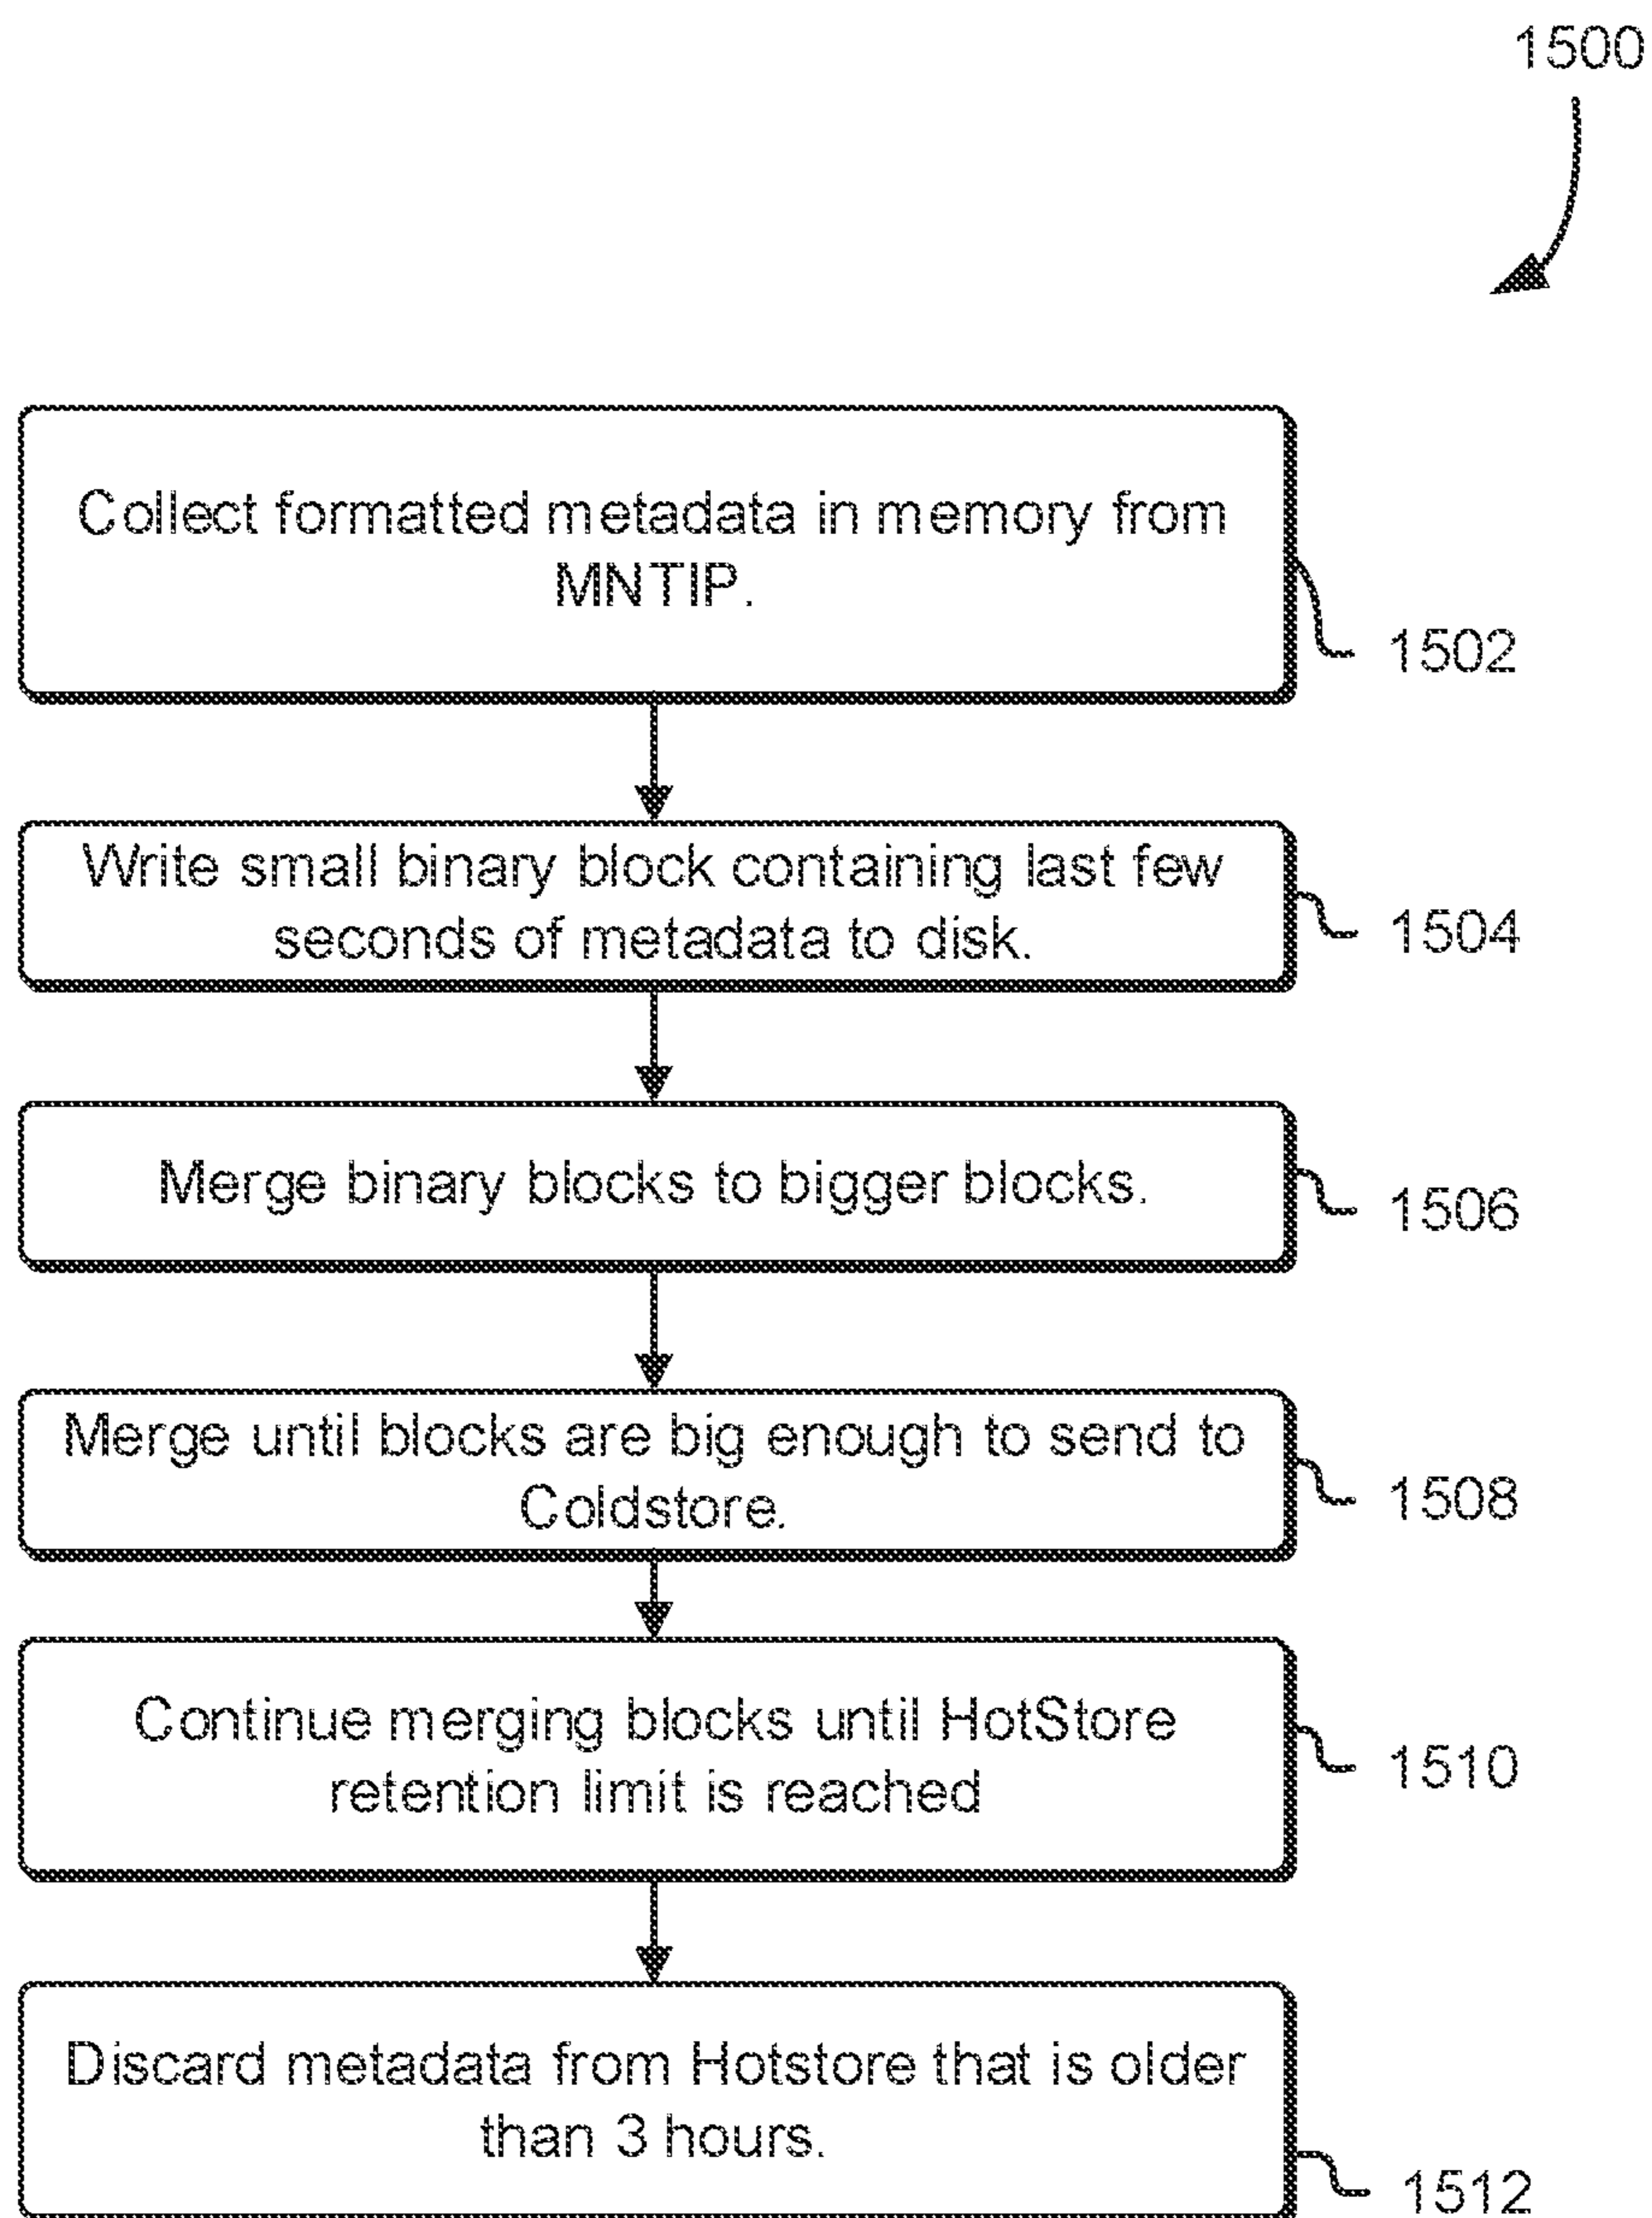 1500
Collect formatted metadata in memory from
MNTIP.
1502
Write small binary block containing last few
seconds of metadata to disk.
1504
Merge binary blocks to bigger blocks.
1506
Merge until blocks are big enough to send to
Coldstore.
1508
Continue merging blocks until HotStore
retention limit is reached
1510
Discard metadata from Hotstore that is older
than 3 hours.
1512